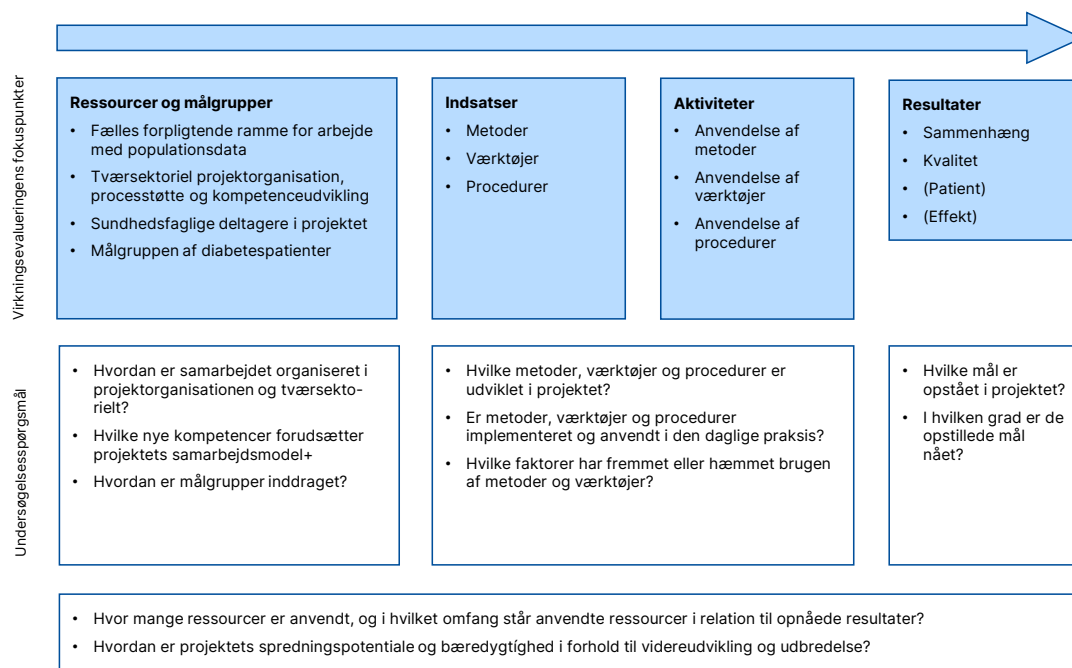 Virkningsevalueringens fokuspunkter
Ressourcer og målgrupper
• Fælles forpligtende ramme for arbejde
med populationsdata
• Tværsektoriel projektorganisation,
processtøtte og kompetenceudvikling
• Sundhedsfaglige deltagere i projektet
• Målgruppen af diabetespatienter
Indsatser
• Metoder
• Værktøjer
• Procedurer
Aktiviteter
• Anvendelse af
metoder
• Anvendelse af
værktøjer
• Anvendelse af
procedurer
Resultater
• Sammenhæng
• Kvalitet
• (Patient)
• (Effekt)
Undersøgelsesspørgsmål
• Hvordan er samarbejdet organiseret i
projektorganisationen og tværsekto-
rielt?
• Hvilke nye kompetencer forudsætter
projektets samarbejdsmodel+
• Hvordan er målgrupper inddraget?
• Hvilke metoder, værktøjer og procedurer er
udviklet i projektet?
• Er metoder, værktøjer og procedurer
implementeret og anvendt i den daglige praksis?
• Hvilke faktorer har fremmet eller hæmmet brugen
af metoder og værktøjer?
• Hvilke mål er
opstået i projektet?
• I hvilken grad er de
opstillede mål
nået?
• Hvor mange ressourcer er anvendt, og i hvilket omfang står anvendte ressourcer i relation til opnåede resultater?
• Hvordan er projektets spredningspotentiale og bæredygtíghed i forhold til videreudvikling og udbredelse?